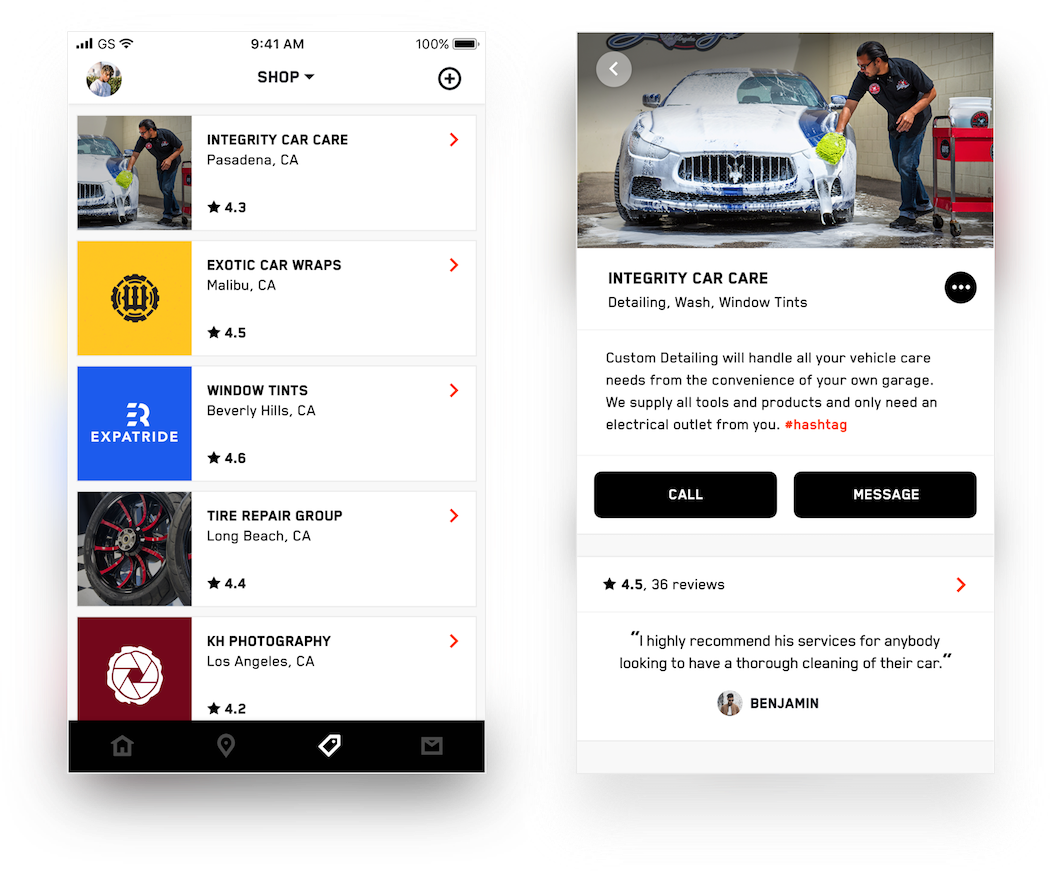 GS 9:41 AM 100%
SHOP
INTEGRITY CAR CARE
Pasadena, CA
4.3
EXOTIC CAR WRAPS
Malibu, CA
4.5
ER
EXPATRIDE
WINDOW TINTS
Beverly Hills, CA
4.6
TIRE REPAIR GROUP
Long Beach, CA
4.4
KH PHOTOGRAPHY
Los Angeles, CA
4.2
INTEGRITY CAR CARE
Detailing, Wash, Window Tints
Custom Detailing will handle all your vehicle care
needs from the convenience of your own garage.
We supply all tools and products and only need an
electrical outlet from you. #hashtag
CALL
MESSAGE
4.5, 36 reviews
“I highly recommend his services for anybody
looking to have a thorough cleaning of their car.“
BENJAMIN